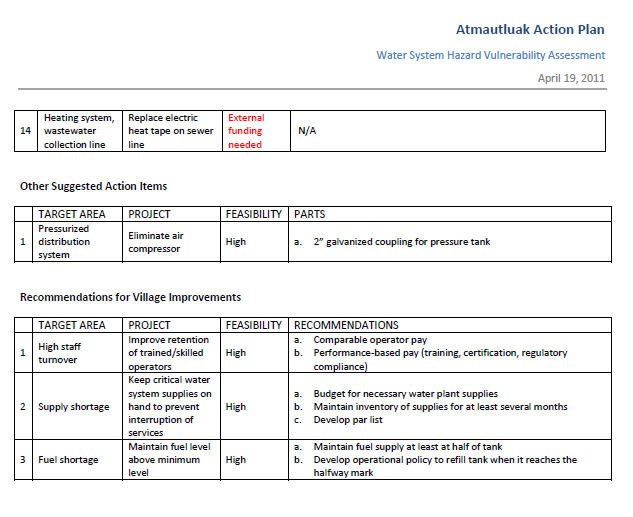 Atmautluak Action Plan
Water System Hazard Vulnerability Assessment
April 19, 2011
14 Heating system, wastewater collection line Replace electric heat tape on sewer line External funding needed N/A
Other Suggested Action Items
TARGET AREA PROJECT FEASIBILITY PARTS
1 Pressurized distribution system Eliminate air compressor High a. 2” galvanized coupling for pressure tank
Recommendations for Village Improvements
TARGET AREA PROJECT FEASIBILITY RECOMMENDATIONS
1 High staff turnover Improve retention of trained/skilled operators High a. Comparable operator pay
b. Performance-based pay (training, certification, regulatory compliance)
2 Supply shortage Keep critical water system supplies on hand to prevent interruption of services High a. Budget for necessary water plant supplies
b. Maintain inventory of supplies for at least several months
c. Develop par list
3 Fuel shortage Maintain fuel level above minimum level High a. Maintain fuel supply at least at half of tank
b. Develop operational policy to refill tank when it reaches the halfway mark